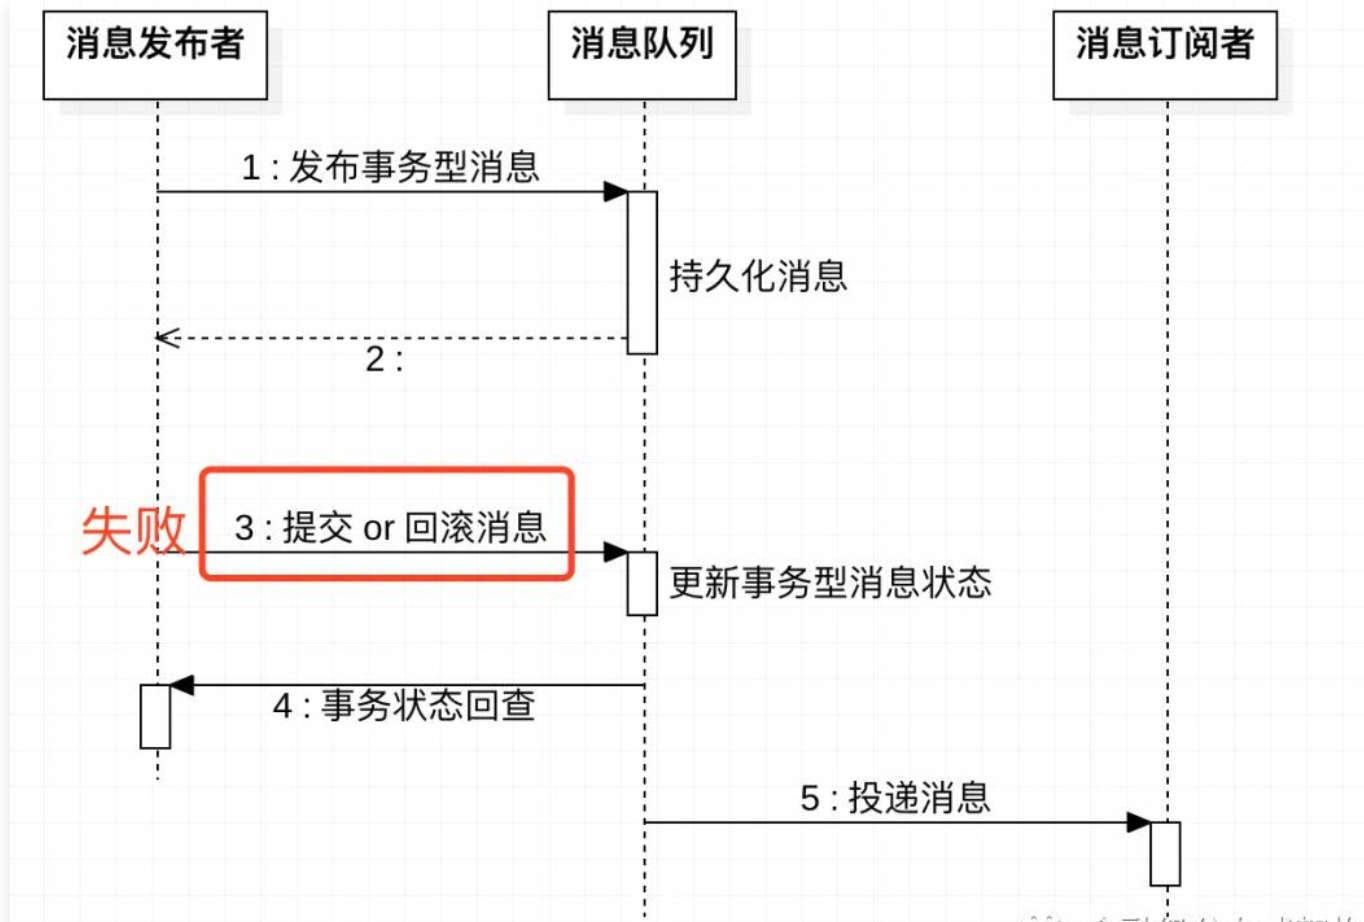 消息发布者
消息队列
消息订阅者
1 : 发布事务型消息
持久化消息
2 :
失败
3 : 提交 or 回滚消息
更新事务型消息状态
4 : 事务状态回查
5 : 投递消息